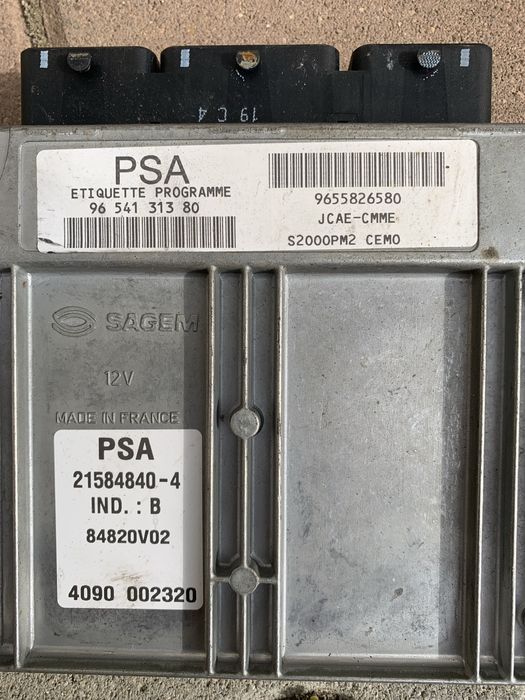 19 C 4
PSA
ETIQUETTE PROGRAMME
96 541 313 80
9655826580
JCAE-CMME
S2000PM2 CEMO
SAGEM
12V
MADE IN FRANCE
PSA
21584840-4
IND. : B
84820V02
4090 002320